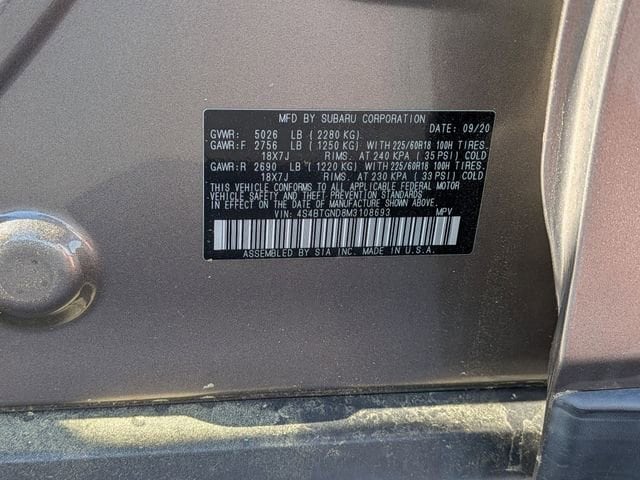 MFD BY SUBARU CORPORATION
DATE: 09/20
GVWR: 5026 LB (2280 KG)
GAWR:F 2756 LB (1250 KG) WITH 225/60R18 100H TIRES.
18X7J RIMS. AT 240 KPA (35 PSI) COLD
GAWR:R 2690 LB (1220 KG) WITH 225/60R18 100H TIRES.
18X7J RIMS. AT 230 KPA (33 PSI) COLD
THIS VEHICLE CONFORMS TO ALL APPLICABLE FEDERAL MOTOR
VEHICLE SAFETY AND THEFT PREVENTION STANDARDS
IN EFFECT ON THE DATE OF MANUFACTURE SHOWN ABOVE.
VIN: 4S4BTGND8M3108693 MPV
ASSEMBLED BY SIA INC. MADE IN U.S.A.